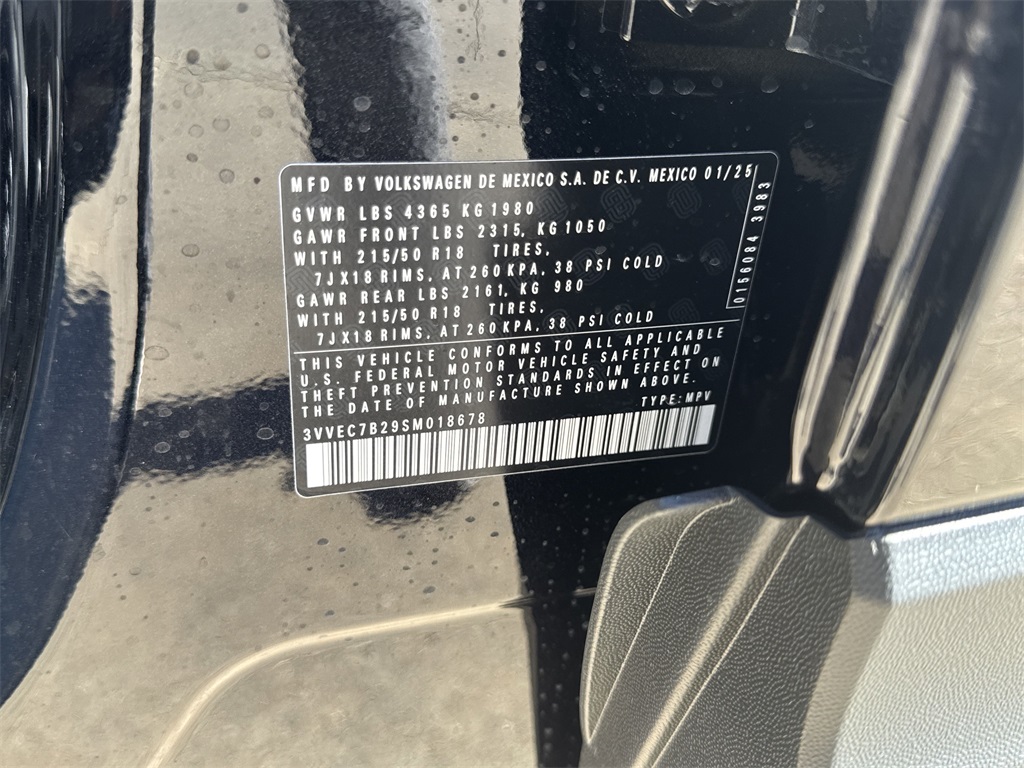 MFD BY VOLKSWAGEN DE MEXICO S.A. DE C.V. MEXICO 01/25
GVWR LBS 4365 KG 1980
GAWR FRONT LBS 2315, KG 1050
WITH 215/50 R18 TIRES,
7JX18 RIMS, AT 260 KPA, 38 PSI COLD
GAWR REAR LBS 2161, KG 980
WITH 215/50 R18 TIRES,
7JX18 RIMS, AT 260 KPA, 38 PSI COLD
0156084 3983
THIS VEHICLE CONFORMS TO ALL APPLICABLE
U.S. FEDERAL MOTOR VEHICLE SAFETY AND
THEFT PREVENTION STANDARDS IN EFFECT ON
THE DATE OF MANUFACTURE SHOWN ABOVE.
3VVEC7B29SM018678 TYPE: MPV